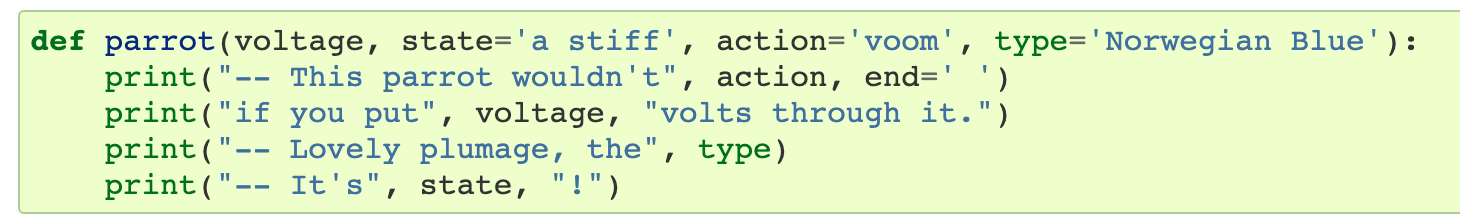 def parrot(voltage, state='a stiff', action='voom', type='Norwegian Blue'):
    print("-- This parrot wouldn't", action, end=' ')
    print("if you put", voltage, "volts through it.")
    print("-- Lovely plumage, the", type)
    print("-- It's", state, "!")